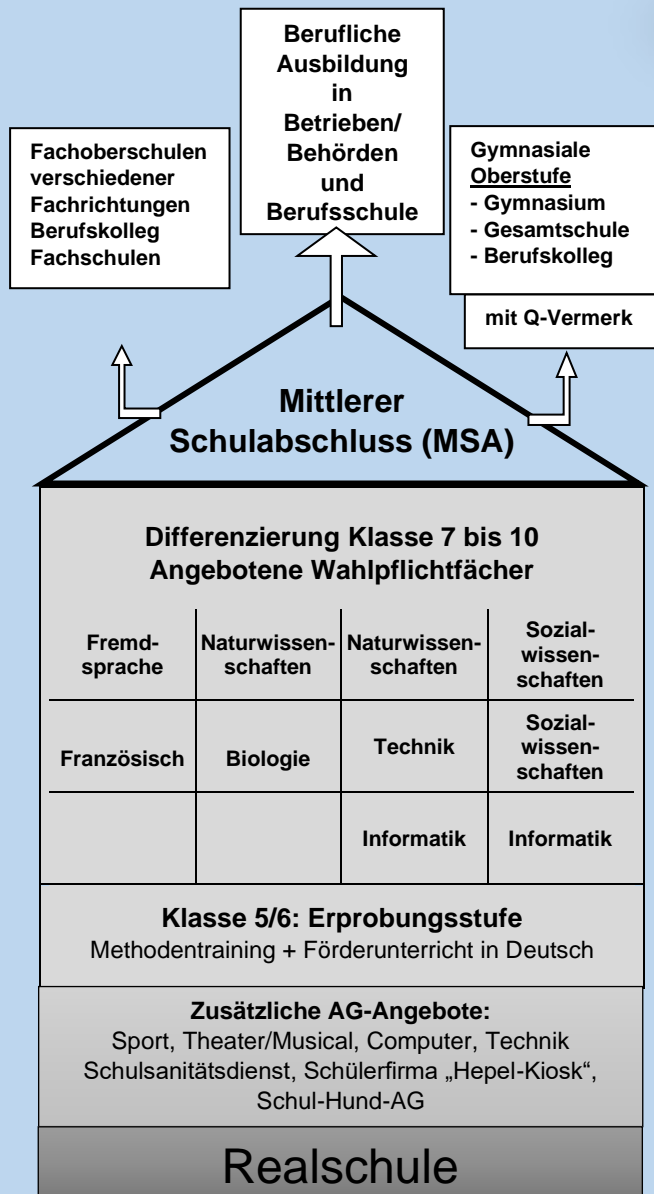 Berufliche
Ausbildung
in
Betrieben/
Behörden
und
Berufsschule
Fachoberschulen
verschiedener
Fachrichtungen
Berufskolleg
Fachschulen
Gymnasiale
Oberstufe
- Gymnasium
- Gesamtschule
- Berufskolleg
mit Q-Vermerk
Mittlerer
Schulabschluss (MSA)
Differenzierung Klasse 7 bis 10
Angebotene Wahlpflichtfächer
Fremd-
sprache
Naturwissen-
schaften
Naturwissen-
schaften
Sozial-
wissen-
schaften
Französisch
Biologie
Technik
Sozial-
wissen-
schaften
Informatik
Informatik
Klasse 5/6: Erprobungsstufe
Methodentraining + Förderunterricht in Deutsch
Zusätzliche AG-Angebote:
Sport, Theater/Musical, Computer, Technik
Schulsanitätsdienst, Schülerfirma „Hepel-Kiosk“,
Schul-Hund-AG
Realschule